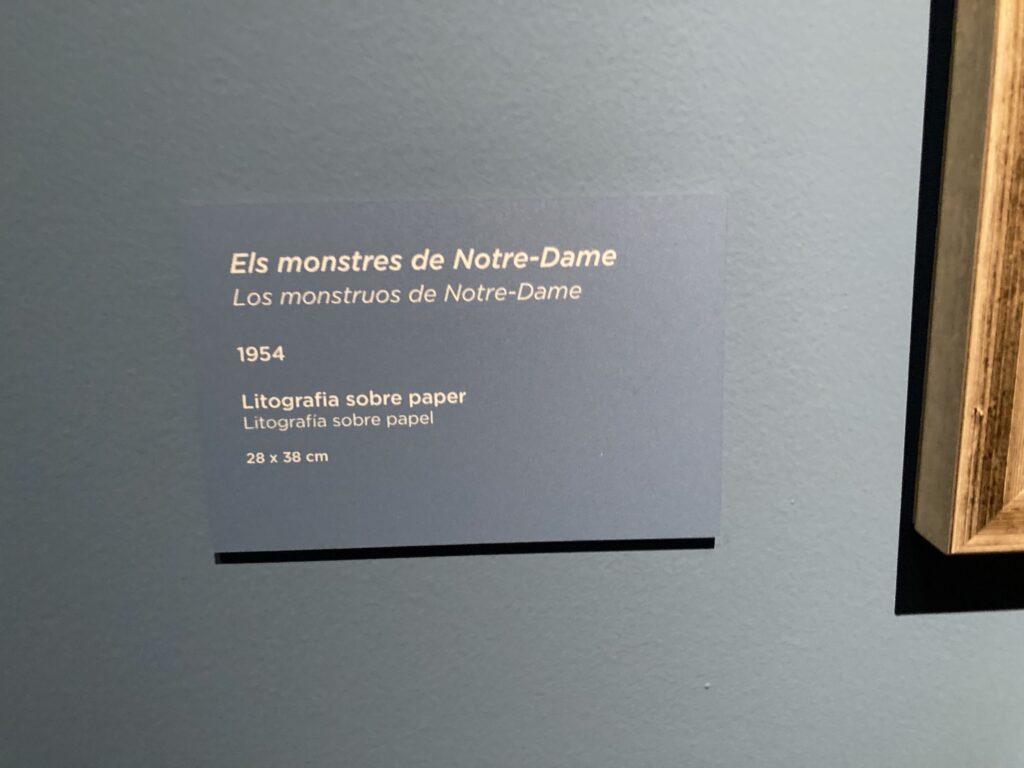 Els monstres de Notre-Dame
Los monstruos de Notre-Dame
1954
Litografia sobre paper
Litografía sobre papel
28 x 38 cm